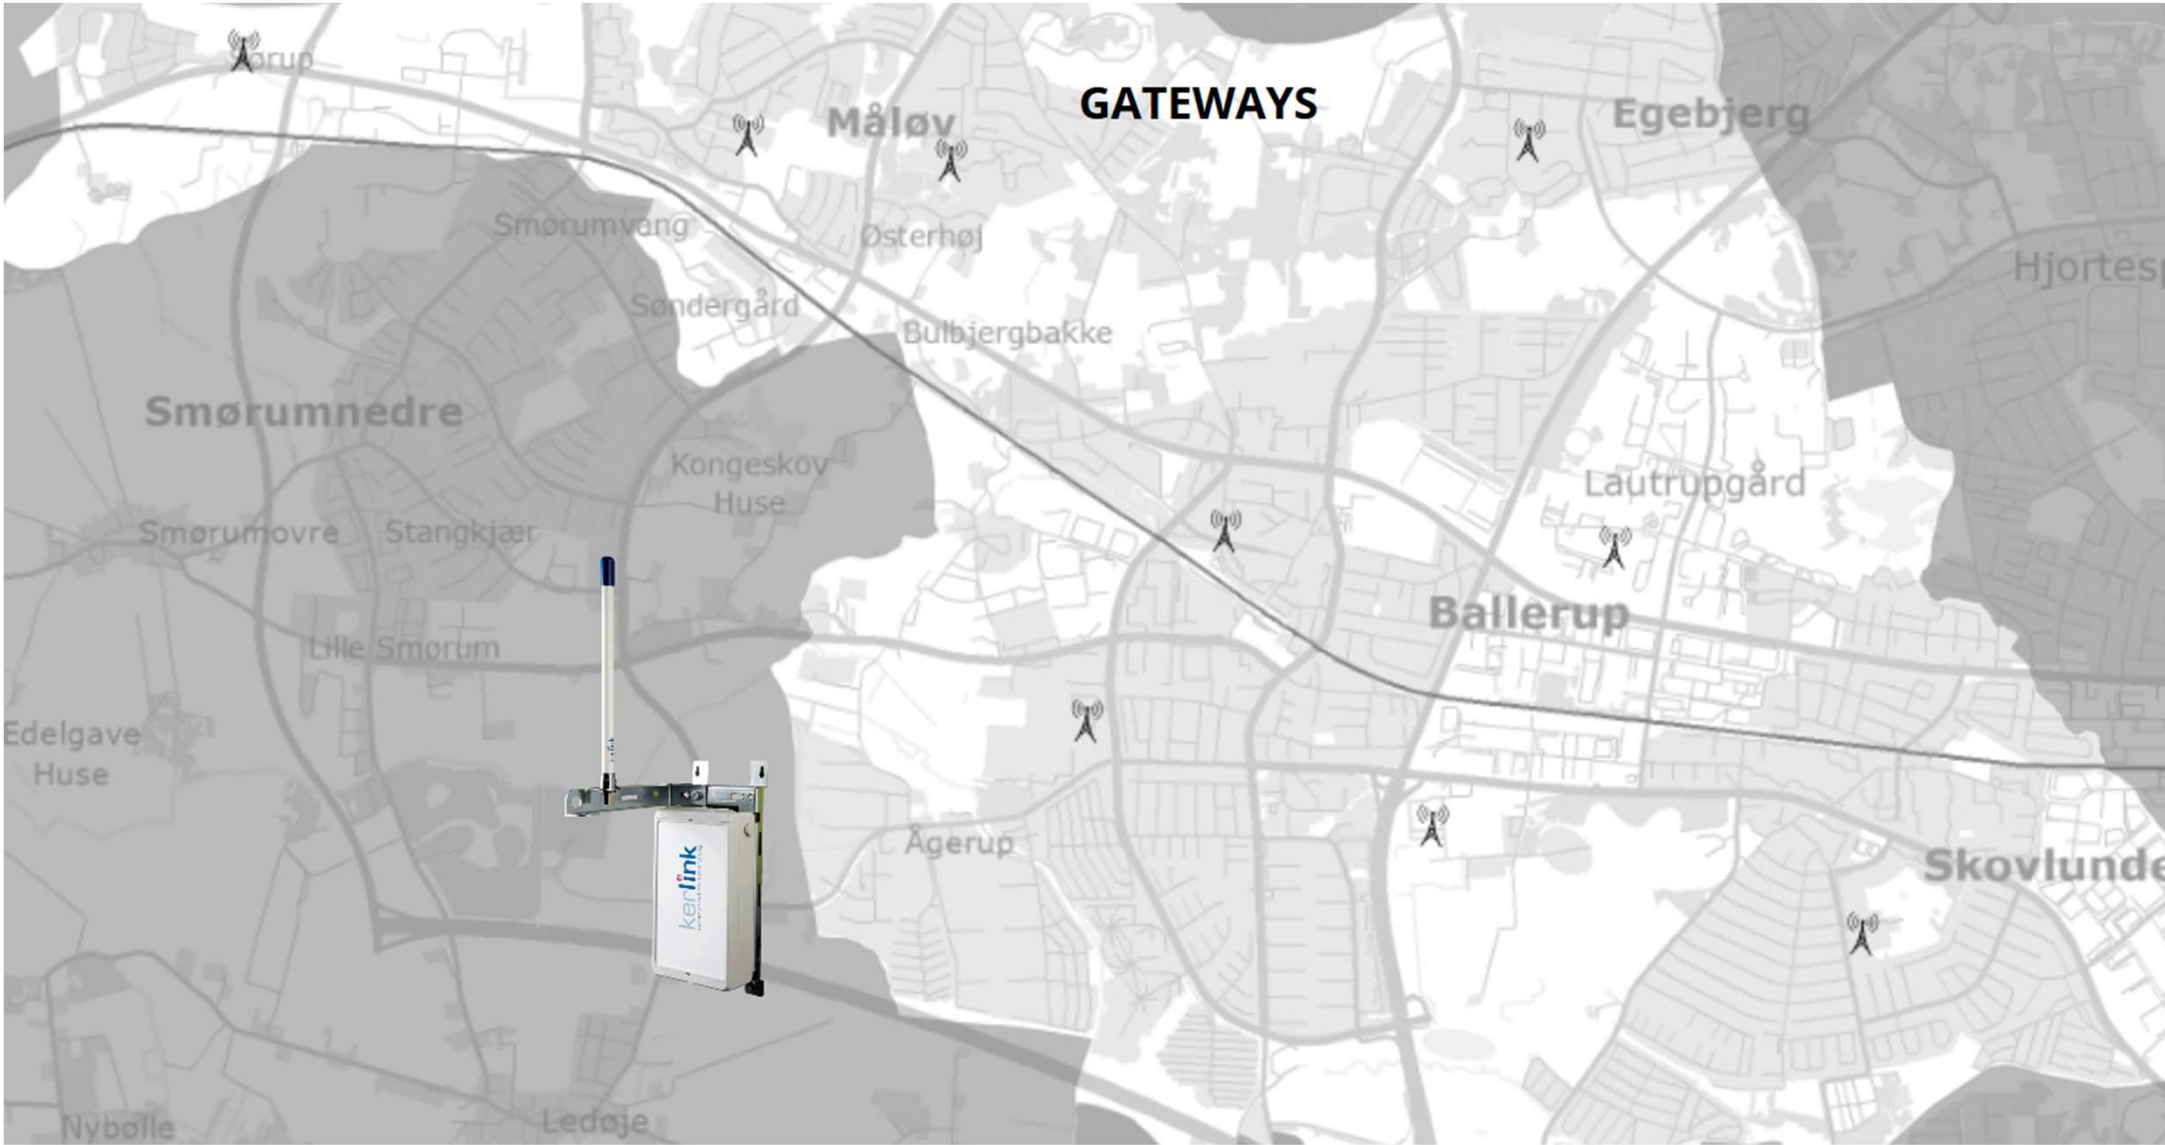 GATEWAYS
Måløv
Egebjerg
Smørumvang
Østerhøj
Hjortesp
Søndergård
Bulbjergbakke
Smørumnedre
Kongeskov
Huse
Lautrupgård
Smørumovre
Stangkjær
Ballerup
Lille Smørum
Edelgave
Huse
Ågerup
Skovlunde
kerlink
Ledøje
Nybølle